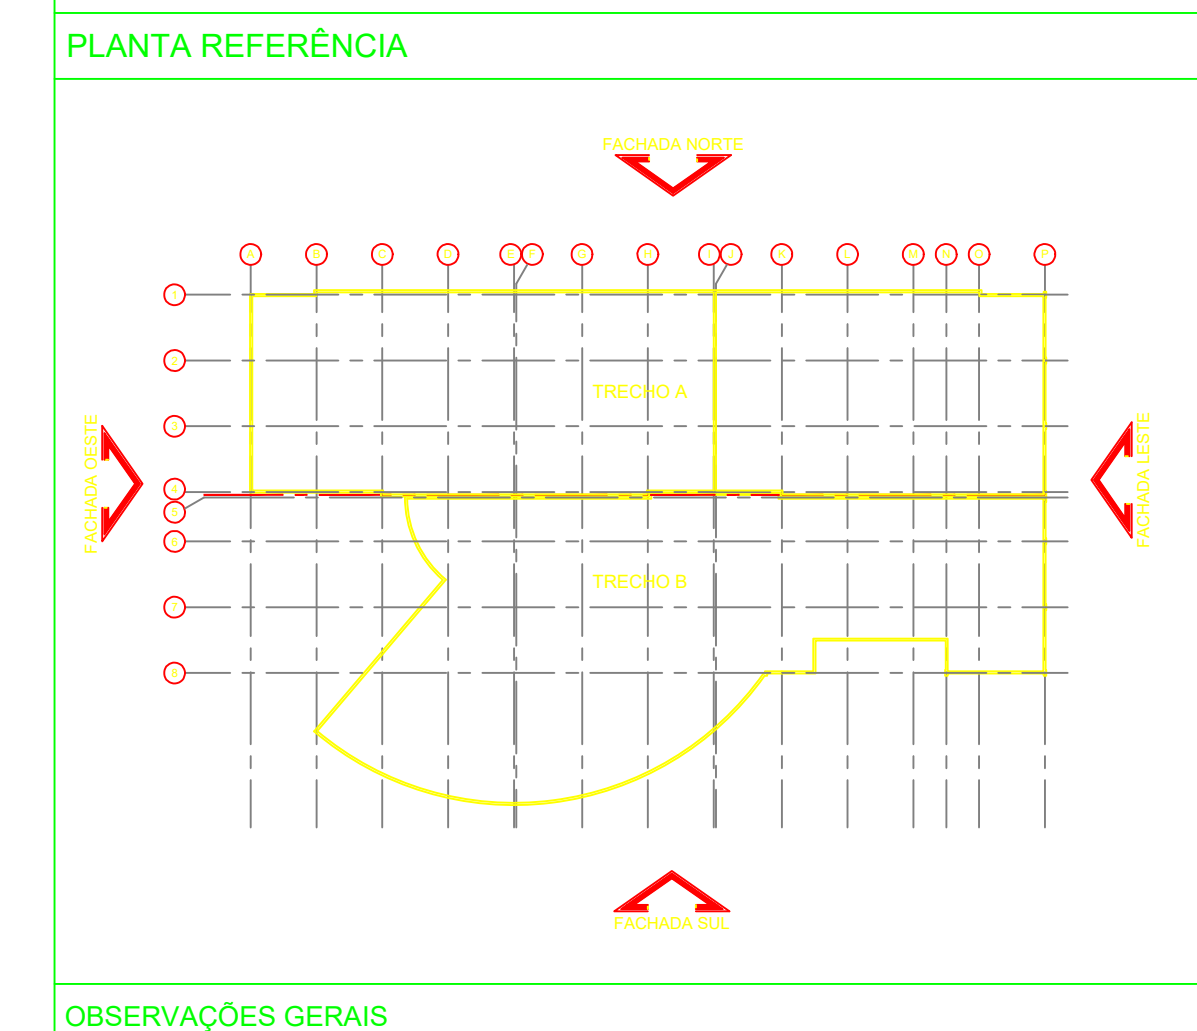 PLANTA REFERÊNCIA
FACHADA NORTE
A B C D E F G H I J K L M N O P
1
2
TRECHO A
3
FACHADA OESTE
FACHADA LESTE
4
5
6
TRECHO B
7
8
FACHADA SUL
OBSERVAÇÕES GERAIS